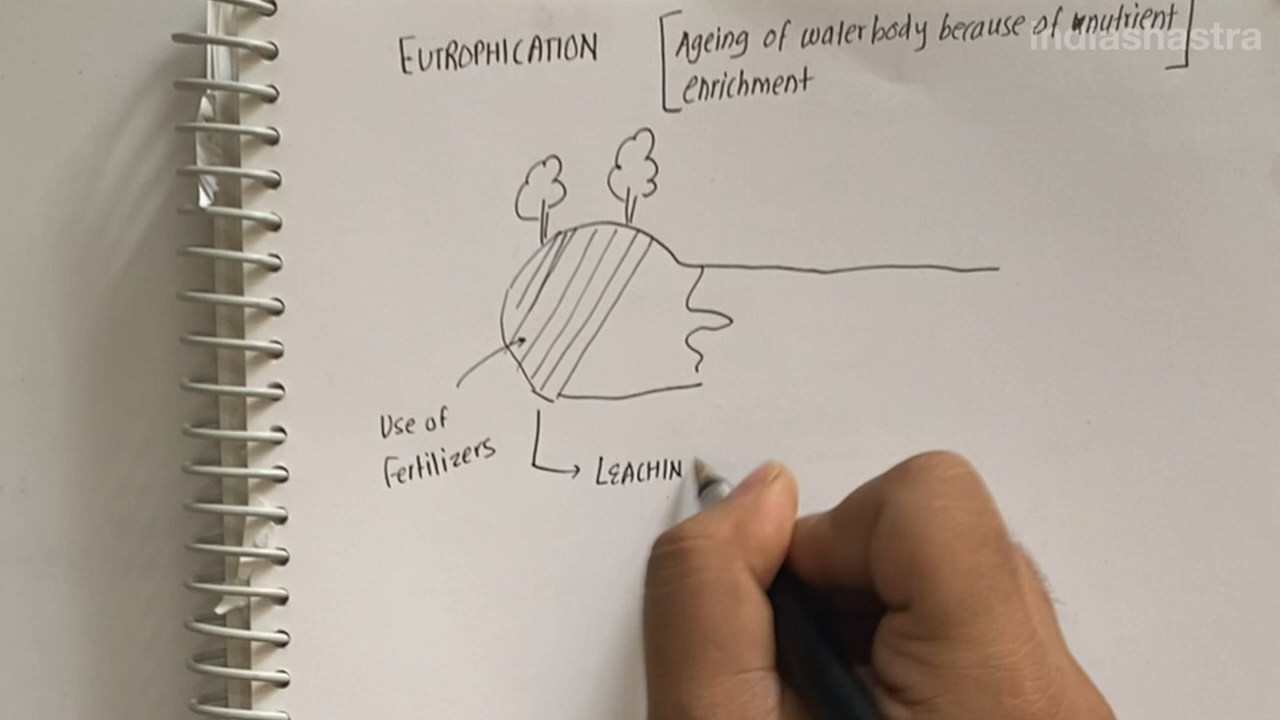 EUTROPHICATION
[Ageing of waterbody because of nutrient
enrichment]
indiashastra
Use of
Fertilizers
LEACHIN